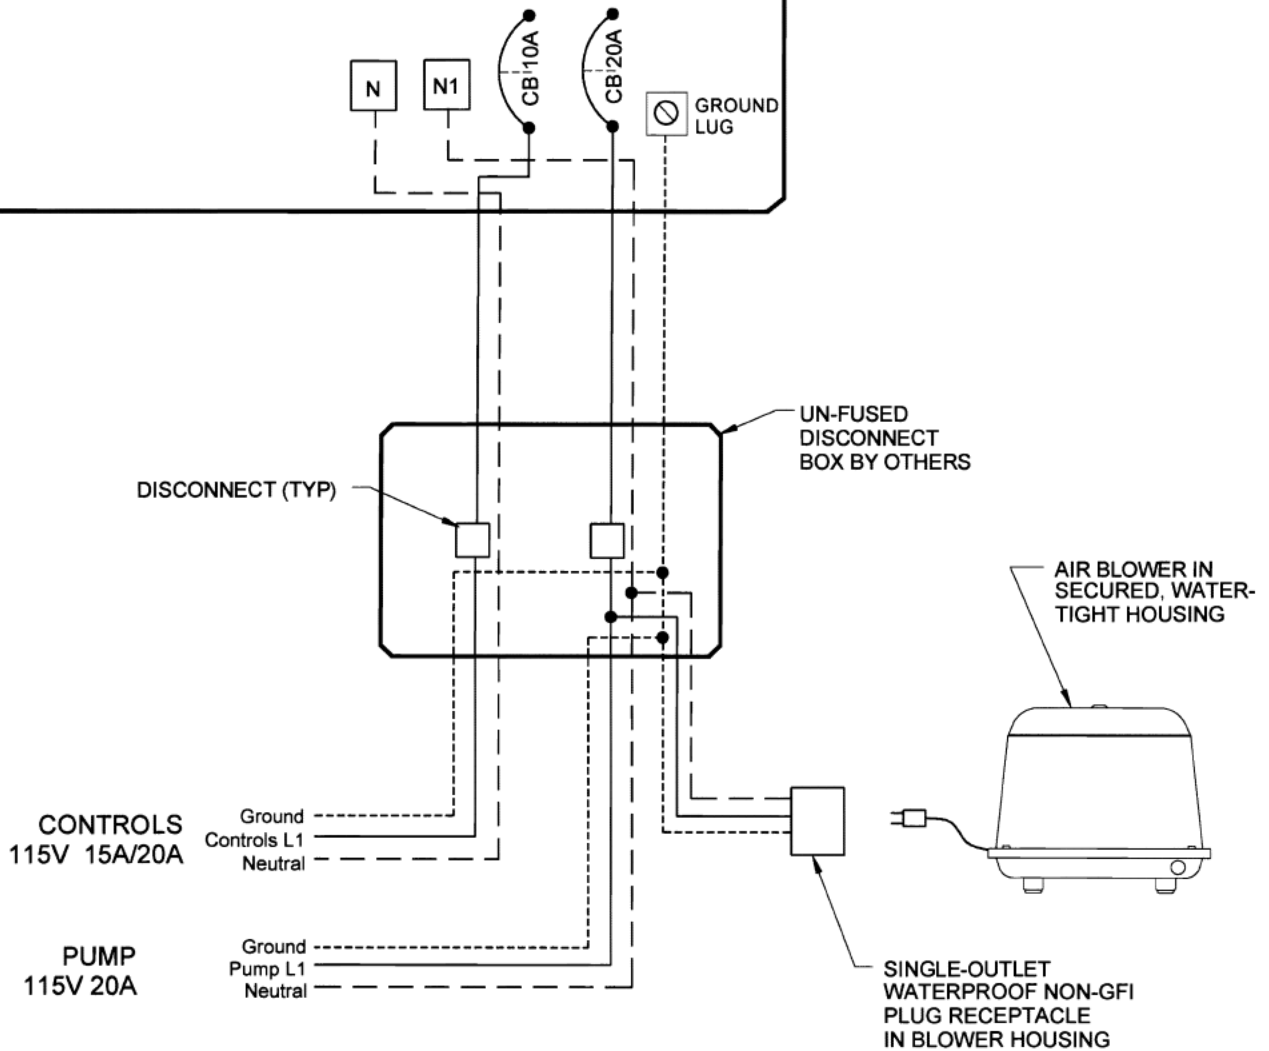 N
N1
CB 10A
CB 20A
GROUND
LUG
UN-FUSED
DISCONNECT
BOX BY OTHERS
DISCONNECT (TYP)
AIR BLOWER IN
SECURED, WATER-
TIGHT HOUSING
CONTROLS
115V 15A/20A
Ground
Controls L1
Neutral
PUMP
115V 20A
Ground
Pump L1
Neutral
SINGLE-OUTLET
WATERPROOF NON-GFI
PLUG RECEPTACLE
IN BLOWER HOUSING